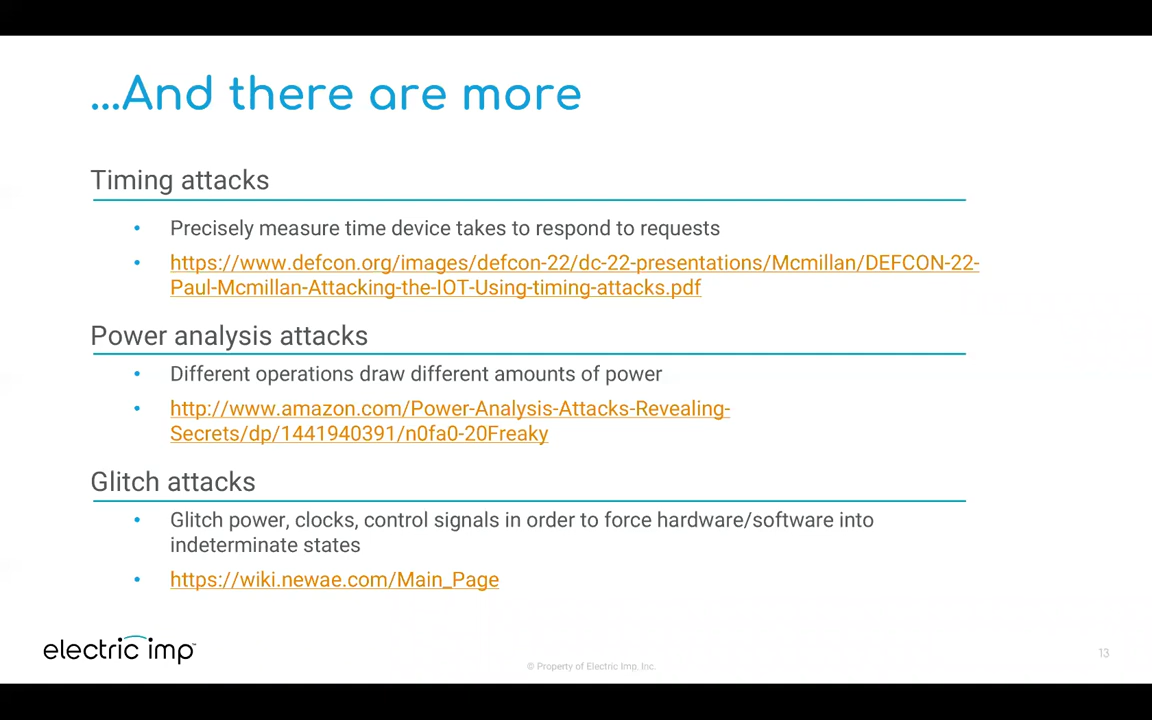 ...And there are more
Timing attacks
• Precisely measure time device takes to respond to requests
• https://www.defcon.org/images/defcon-22/dc-22-presentations/Mcmillan/DEFCON-22-
Paul-Mcmillan-Attacking-the-IOT-Using-timing-attacks.pdf
Power analysis attacks
• Different operations draw different amounts of power
• http://www.amazon.com/Power-Analysis-Attacks-Revealing-
Secrets/dp/1441940391/n0fa0-20Freaky
Glitch attacks
• Glitch power, clocks, control signals in order to force hardware/software into
indeterminate states
• https://wiki.newae.com/Main_Page
electric imp™
© Property of Electric Imp. Inc.
13